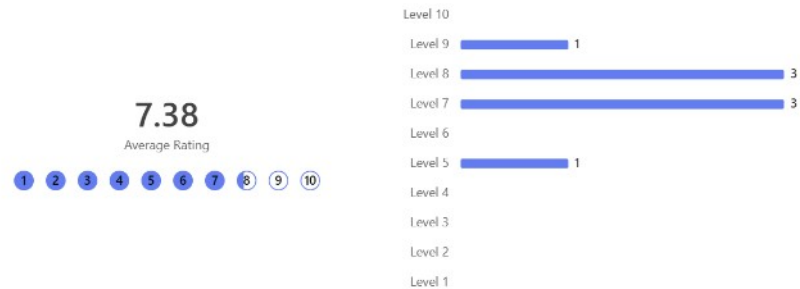 7.38
Average Rating
1 2 3 4 5 6 7 8 9 10
Level 10
Level 9 1
Level 8 3
Level 7 3
Level 6
Level 5 1
Level 4
Level 3
Level 2
Level 1